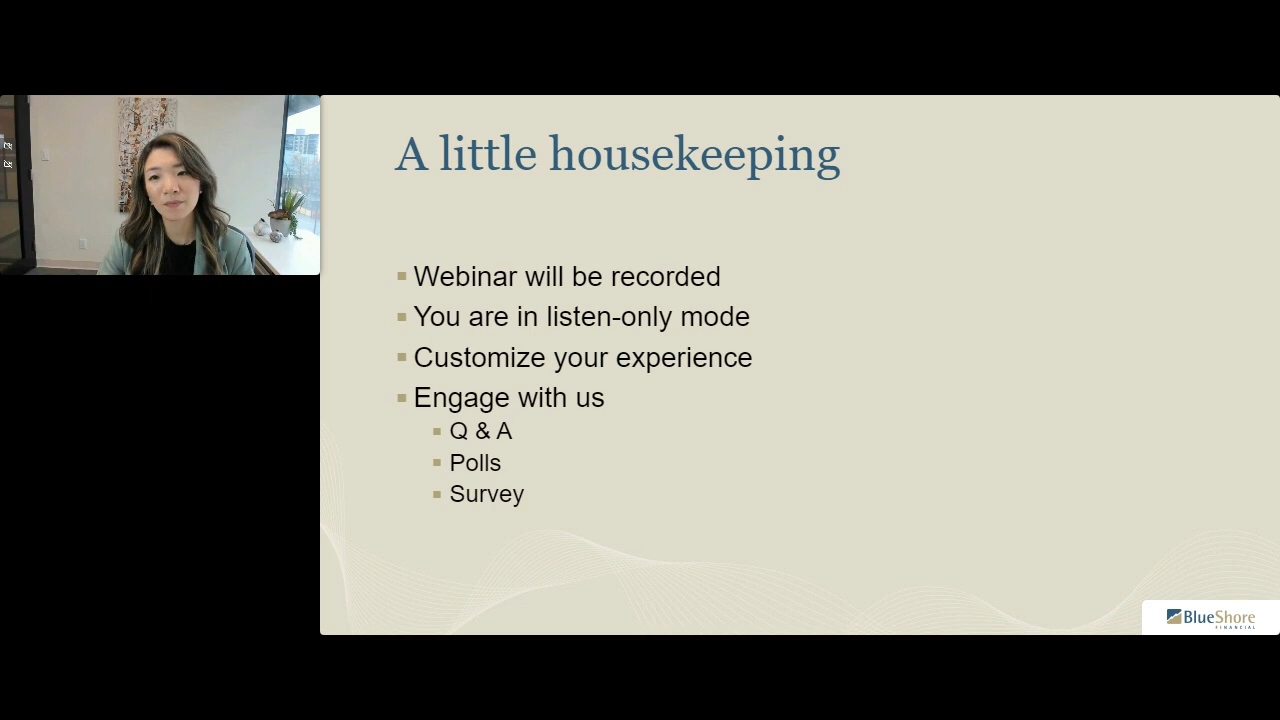 A little housekeeping
Webinar will be recorded
You are in listen-only mode
Customize your experience
Engage with us
Q & A
Polls
Survey
BlueShore
FINANCIAL